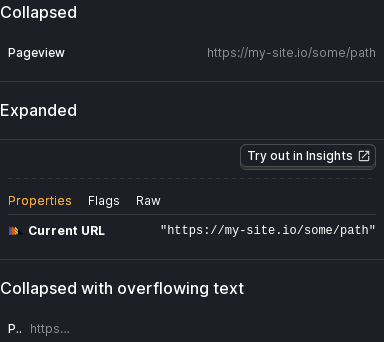 Collapsed
Pageview https://my-site.io/some/path
Expanded
Try out in Insights
Properties Flags Raw
Current URL "https://my-site.io/some/path"
Collapsed with overflowing text
P.. https...